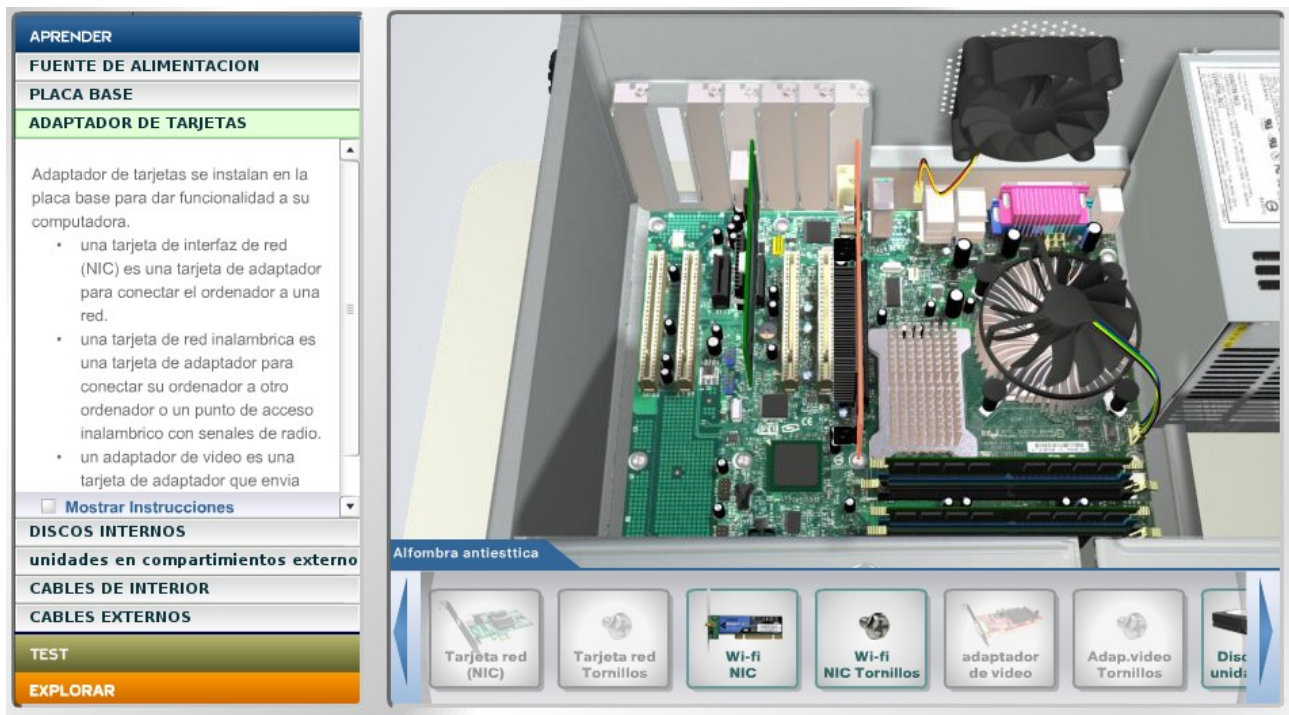 APRENDER
FUENTE DE ALIMENTACION
PLACA BASE
ADAPTADOR DE TARJETAS
Adaptador de tarjetas se instalan en la
placa base para dar funcionalidad a su
computadora.
• una tarjeta de interfaz de red
(NIC) es una tarjeta de adaptador
para conectar el ordenador a una
red.
• una tarjeta de red inalambrica es
una tarjeta de adaptador para
conectar su ordenador a otro
ordenador o un punto de acceso
inalambrico con senales de radio.
• un adaptador de video es una
tarjeta de adaptador que envia
Mostrar Instrucciones
DISCOS INTERNOS
unidades en compartimientos externo
CABLES DE INTERIOR
CABLES EXTERNOS
TEST
EXPLORAR
Alfombra antiesttica
Tarjeta red
(NIC)
Tarjeta red
Tornillos
Wi-fi
NIC
Wi-fi
NIC Tornillos
adaptador
de video
Adap.video
Tornillos
Disc
unida